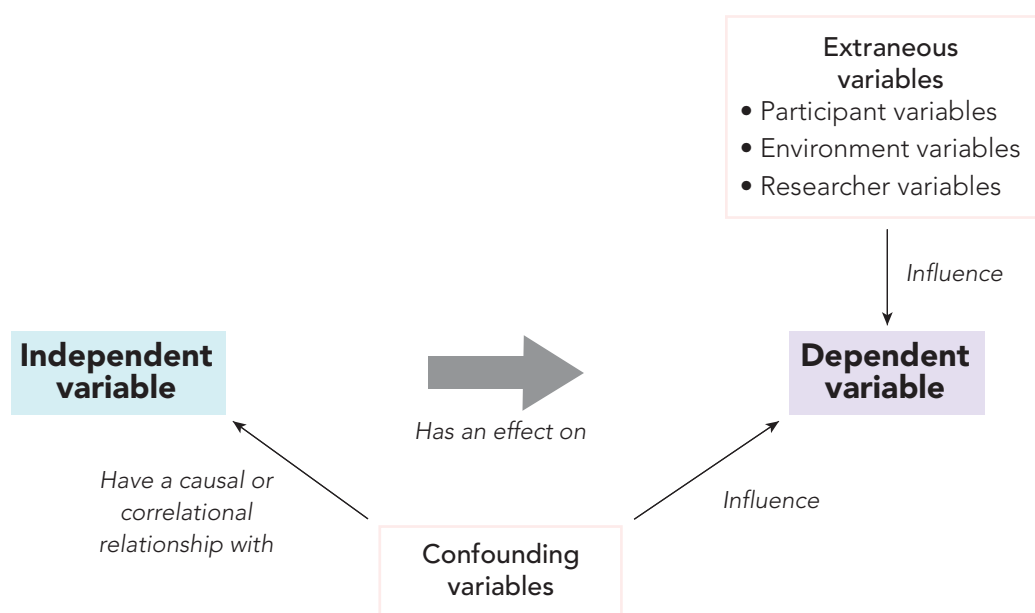 Extraneous
variables
• Participant variables
• Environment variables
• Researcher variables
Influence
Independent
variable
Has an effect on
Dependent
variable
Have a causal or
correlational
relationship with
Influence
Confounding
variables